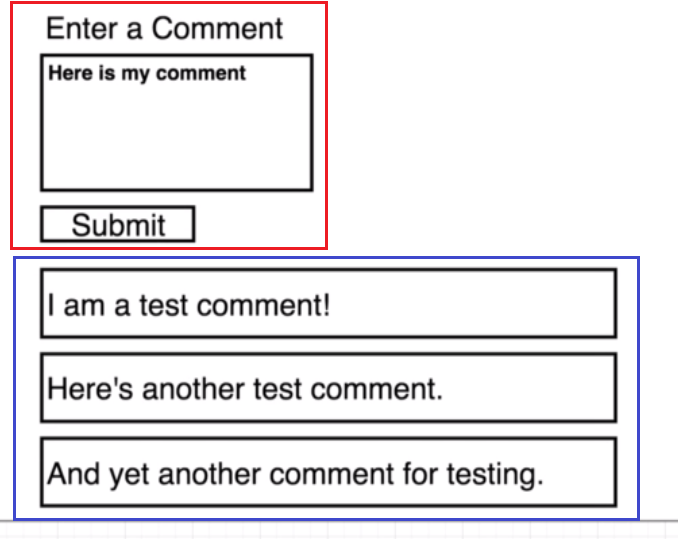 Enter a Comment
Here is my comment
Submit
I am a test comment!
Here's another test comment.
And yet another comment for testing.